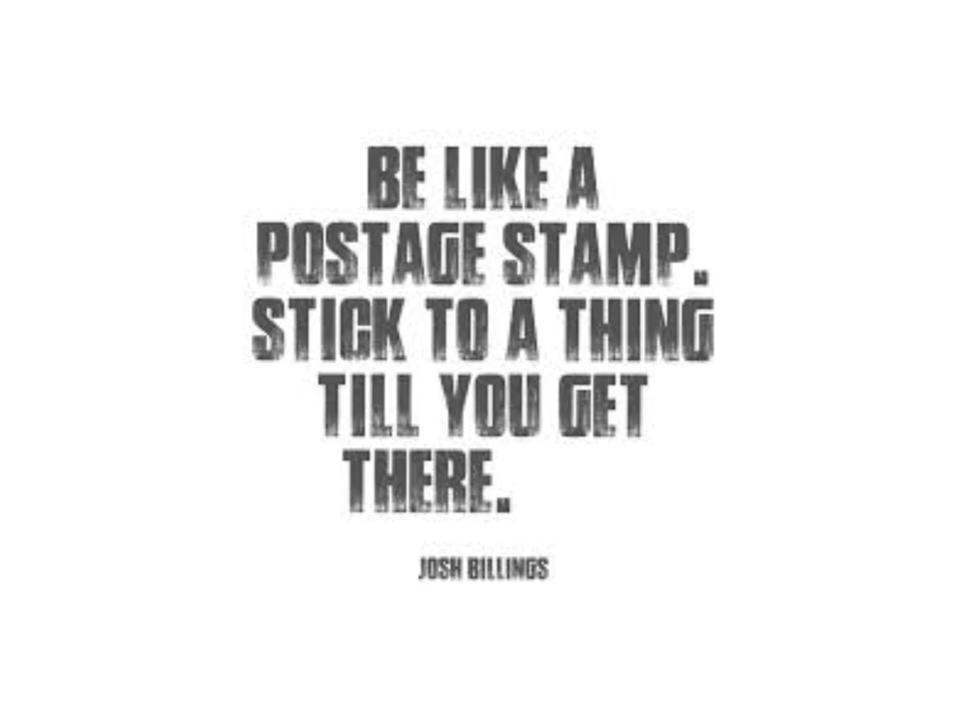 BE LIKE A
POSTAGE STAMP.
STICK TO A THING
TILL YOU GET
THERE.
JOSH BILLINGS